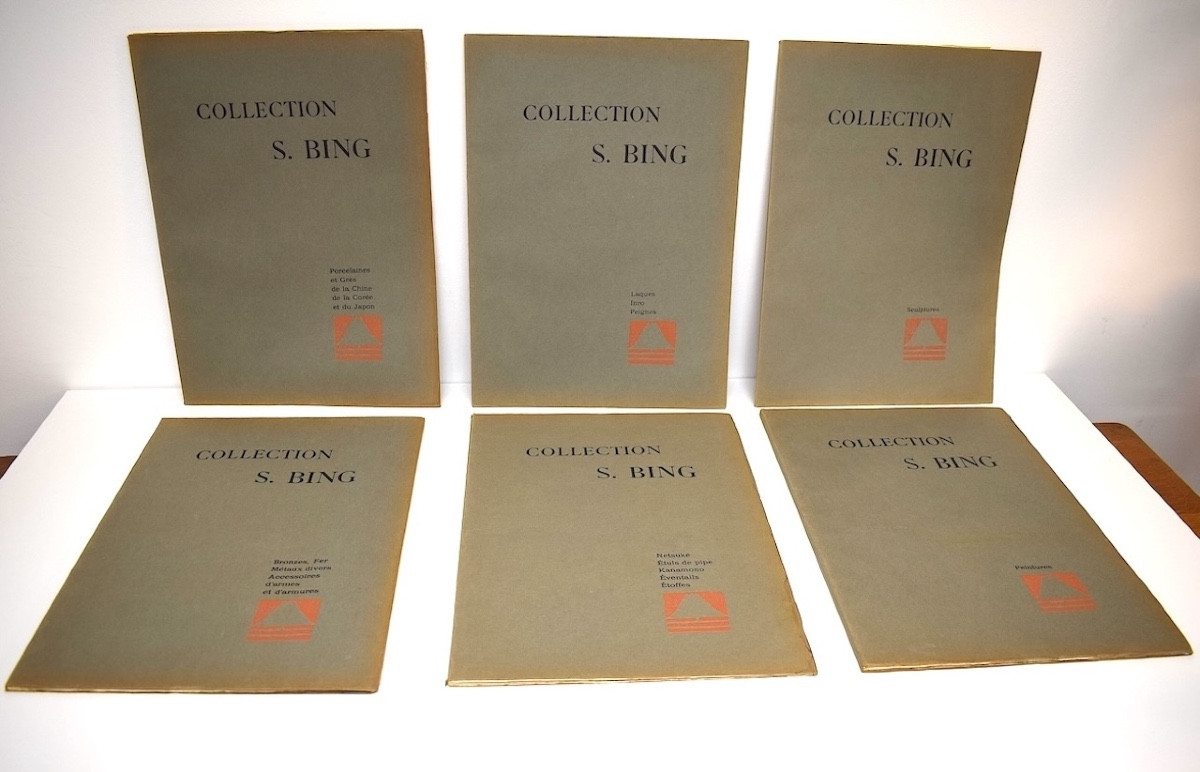 COLLECTION
S. BING
Porcelaines
et Grès
de la Chine
de la Corée
et du Japon
COLLECTION
S. BING
Laques
Inro
Peignes
COLLECTION
S. BING
Sculptures
COLLECTION
S. BING
Bronzes, Fer
Métaux divers
Accessoires
d'armes
et d'armures
COLLECTION
S. BING
Netsuké
Étuis de pipe
Kanamono
Éventails
Étoffes
COLLECTION
S. BING
Peintures